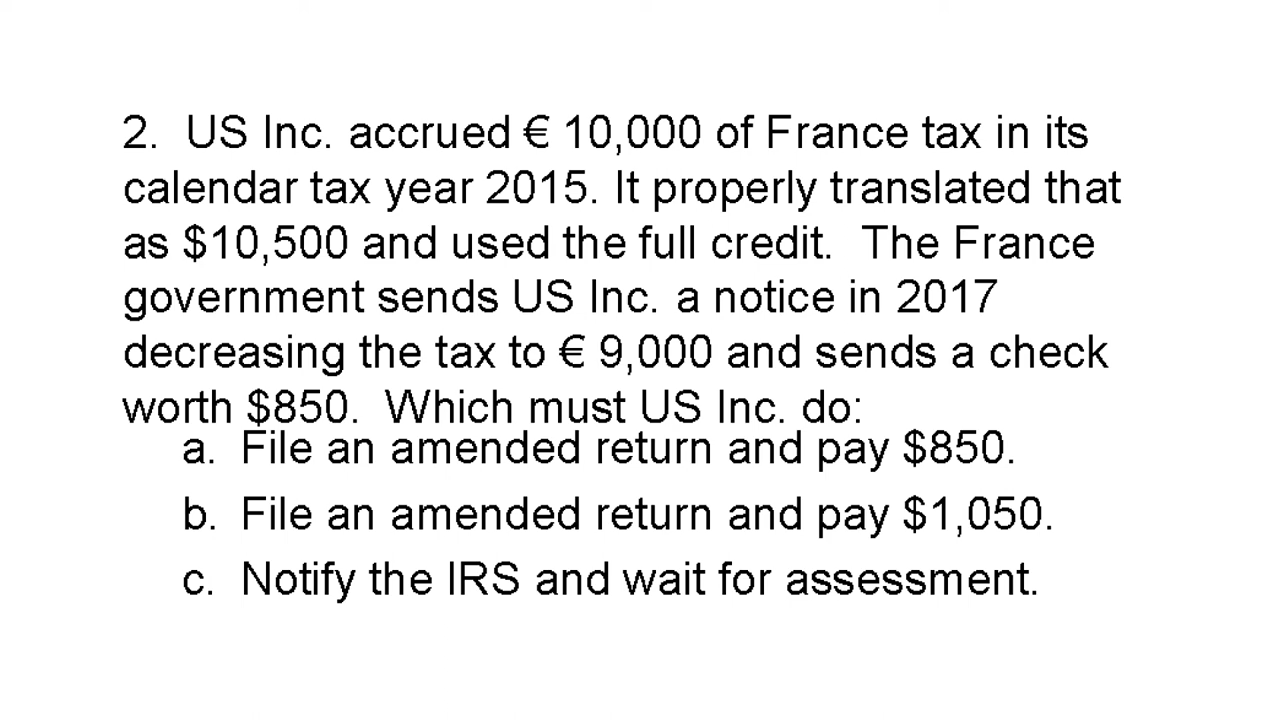 2. US Inc. accrued € 10,000 of France tax in its
calendar tax year 2015. It properly translated that
as $10,500 and used the full credit. The France
government sends US Inc. a notice in 2017
decreasing the tax to € 9,000 and sends a check
worth $850. Which must US Inc. do:
a. File an amended return and pay $850.
b. File an amended return and pay $1,050.
c. Notify the IRS and wait for assessment.